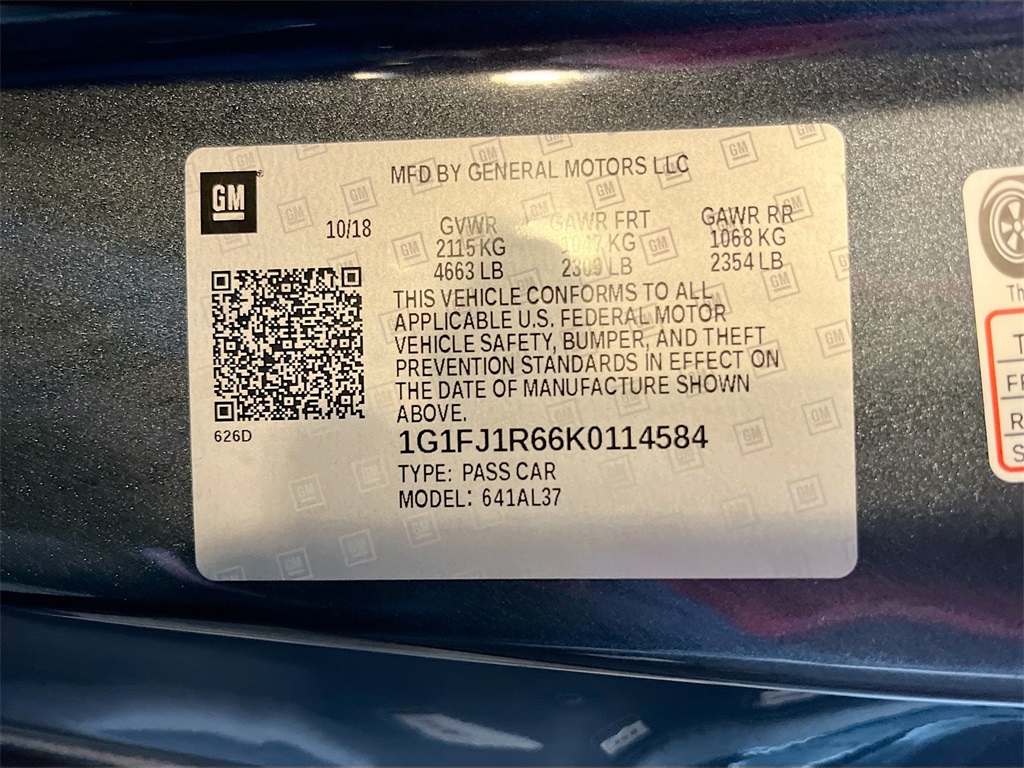 MFD BY GENERAL MOTORS LLC
GM
10/18
GVWR GAWR FRT GAWR RR
2115 KG 1047 KG 1068 KG
4663 LB 2309 LB 2354 LB
THIS VEHICLE CONFORMS TO ALL
APPLICABLE U.S. FEDERAL MOTOR
VEHICLE SAFETY, BUMPER, AND THEFT
PREVENTION STANDARDS IN EFFECT ON
THE DATE OF MANUFACTURE SHOWN
ABOVE.
626D
1G1FJ1R66K0114584
TYPE: PASS CAR
MODEL: 641AL37